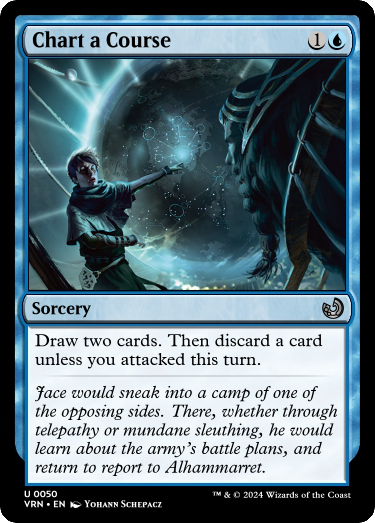 Chart a Course 1
Sorcery
Draw two cards. Then discard a card
unless you attacked this turn.
Jace would sneak into a camp of one of
the opposing sides. There, whether through
telepathy or mundane sleuthing, he would
learn about the army's battle plans, and
return to report to Alhammarret.
U 0050
VRN • EN Yohann Schepacz
™ & © 2024 Wizards of the Coast